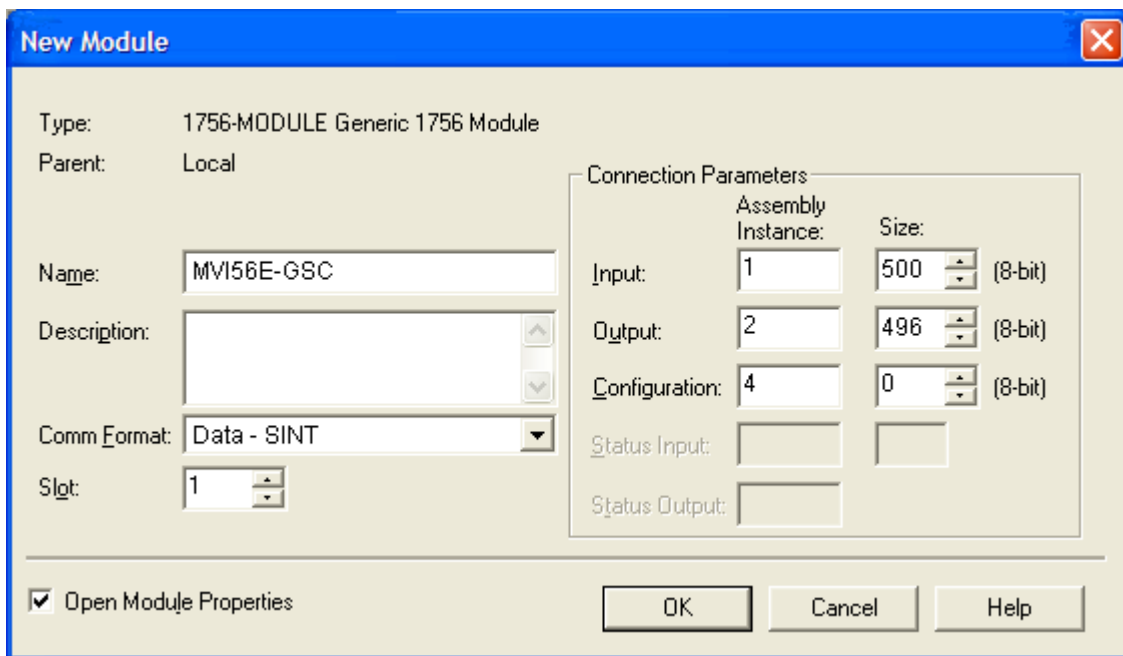 New Module
Type: 1756-MODULE Generic 1756 Module
Parent: Local
Name: MVI56E-GSC
Description:
Comm Format: Data - SINT
Slot: 1
Connection Parameters
Assembly
Instance: Size:
Input: 1 500 (8-bit)
Output: 2 496 (8-bit)
Configuration: 4 0 (8-bit)
Status Input:
Status Output:
Open Module Properties
OK Cancel Help